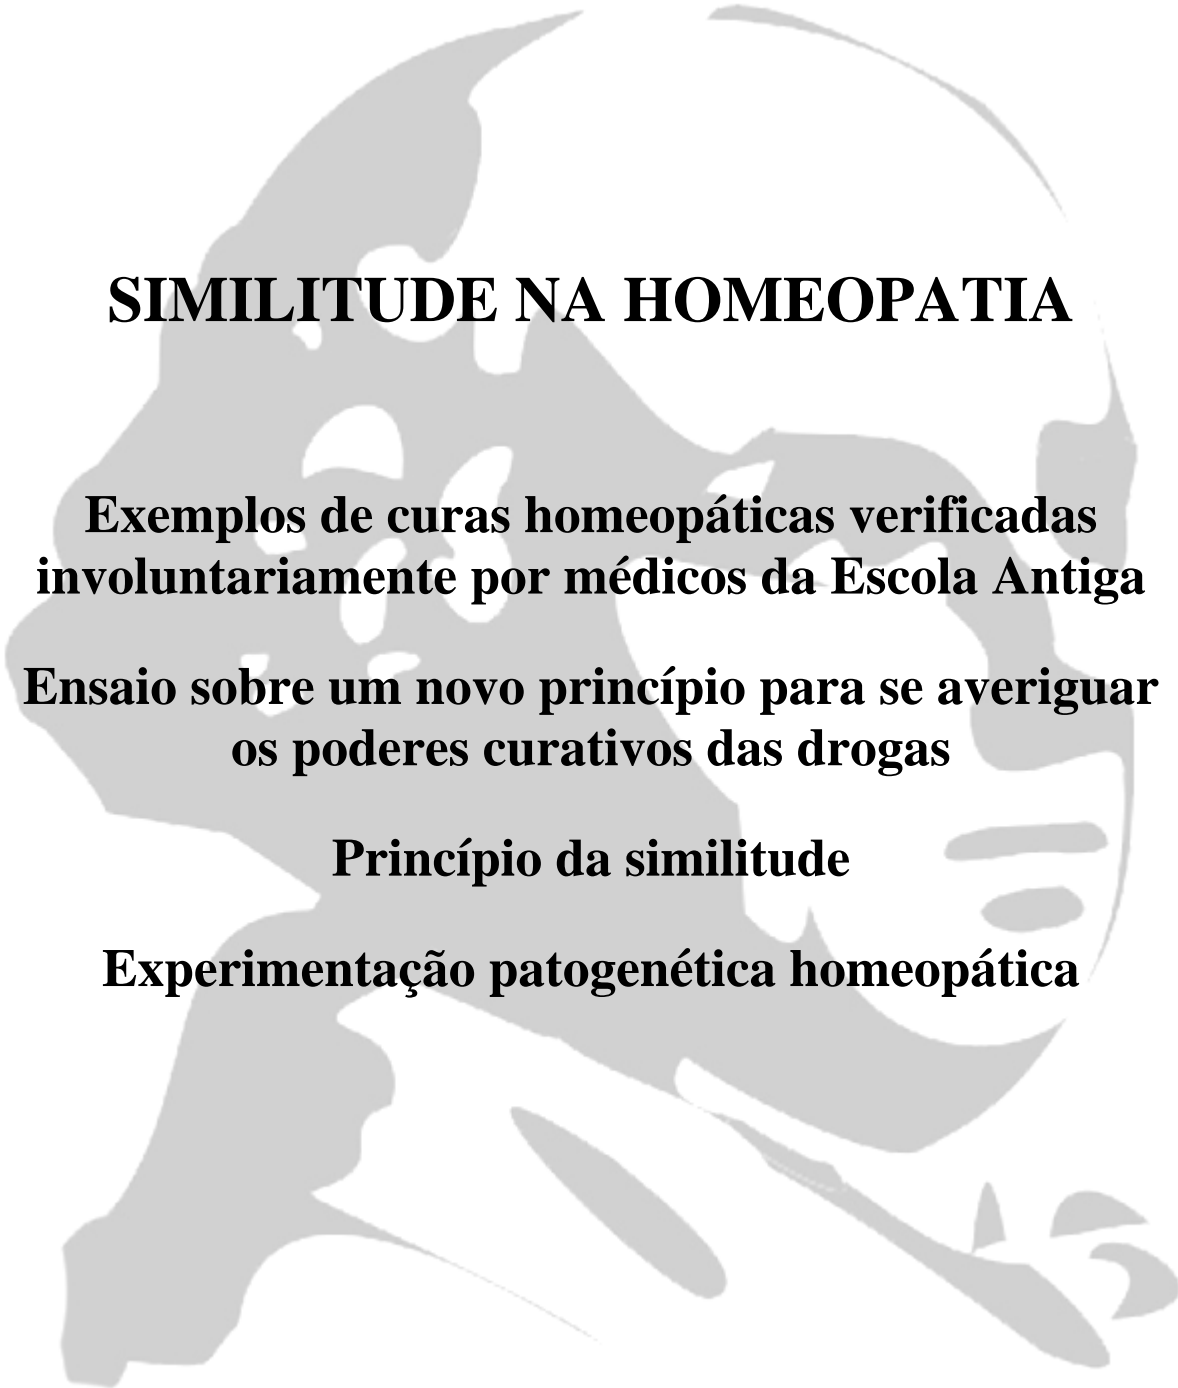 SIMILITUDE NA HOMEOPATIA
Exemplos de curas homeopáticas verificadas
involuntariamente por médicos da Escola Antiga
Ensaio sobre um novo princípio para se averiguar
os poderes curativos das drogas
Princípio da similitude
Experimentação patogenética homeopática